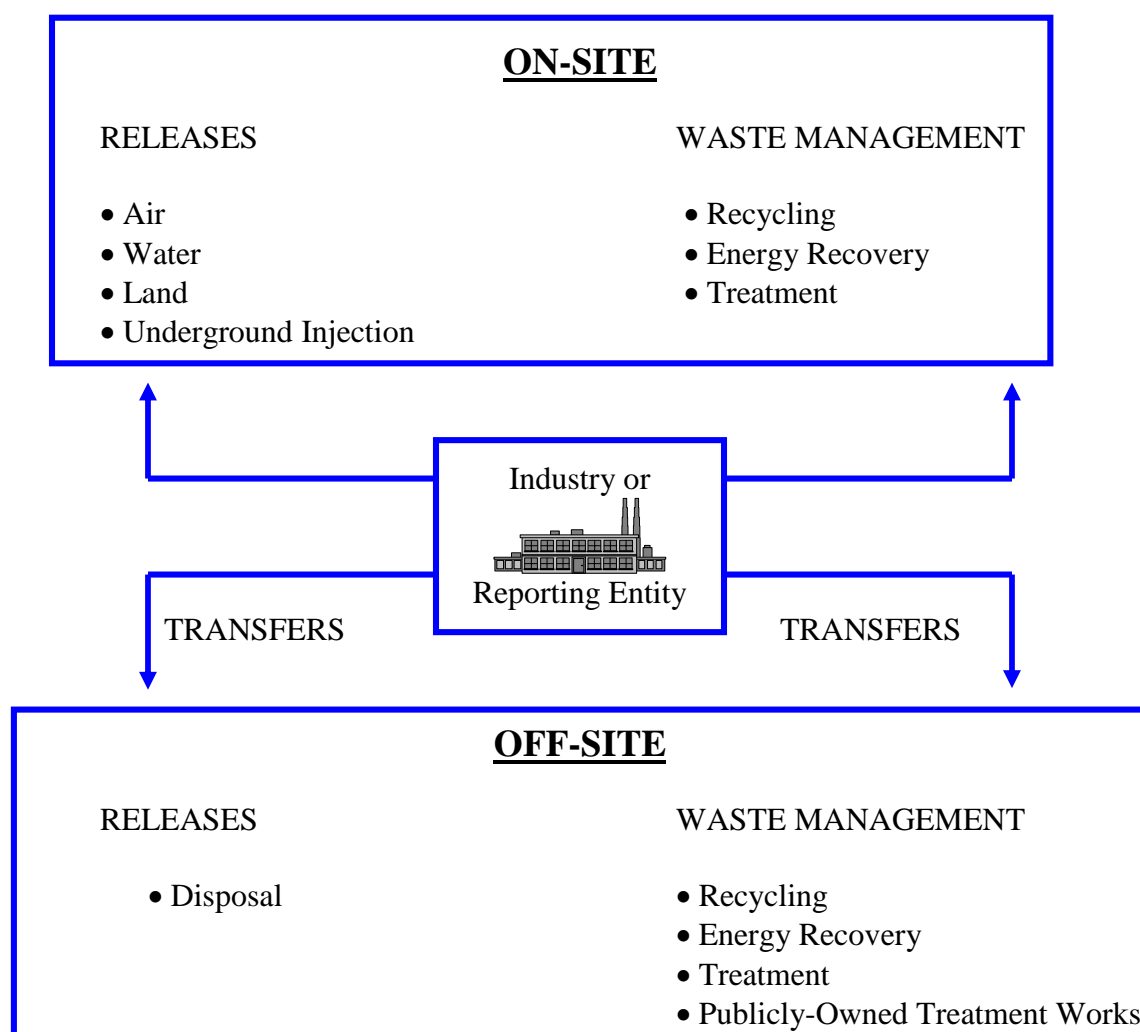 ON-SITE
RELEASES WASTE MANAGEMENT
• Air • Recycling
• Water • Energy Recovery
• Land • Treatment
• Underground Injection
Industry or
Reporting Entity
TRANSFERS TRANSFERS
OFF-SITE
RELEASES WASTE MANAGEMENT
• Disposal • Recycling
• Energy Recovery
• Treatment
• Publicly-Owned Treatment Works